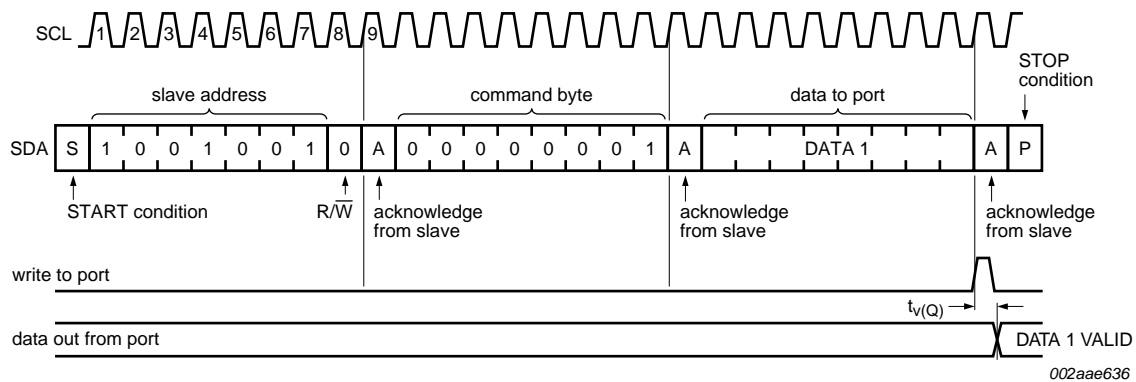 SCL 1 2 3 4 5 6 7 8 9
STOP
condition
slave address command byte data to port
SDA S 1 0 0 1 0 0 1 0 A 0 0 0 0 0 0 0 1 A DATA 1 A P
START condition R/W̅ acknowledge from slave acknowledge from slave acknowledge from slave
write to port
tv(Q)
data out from port DATA 1 VALID
002aae636